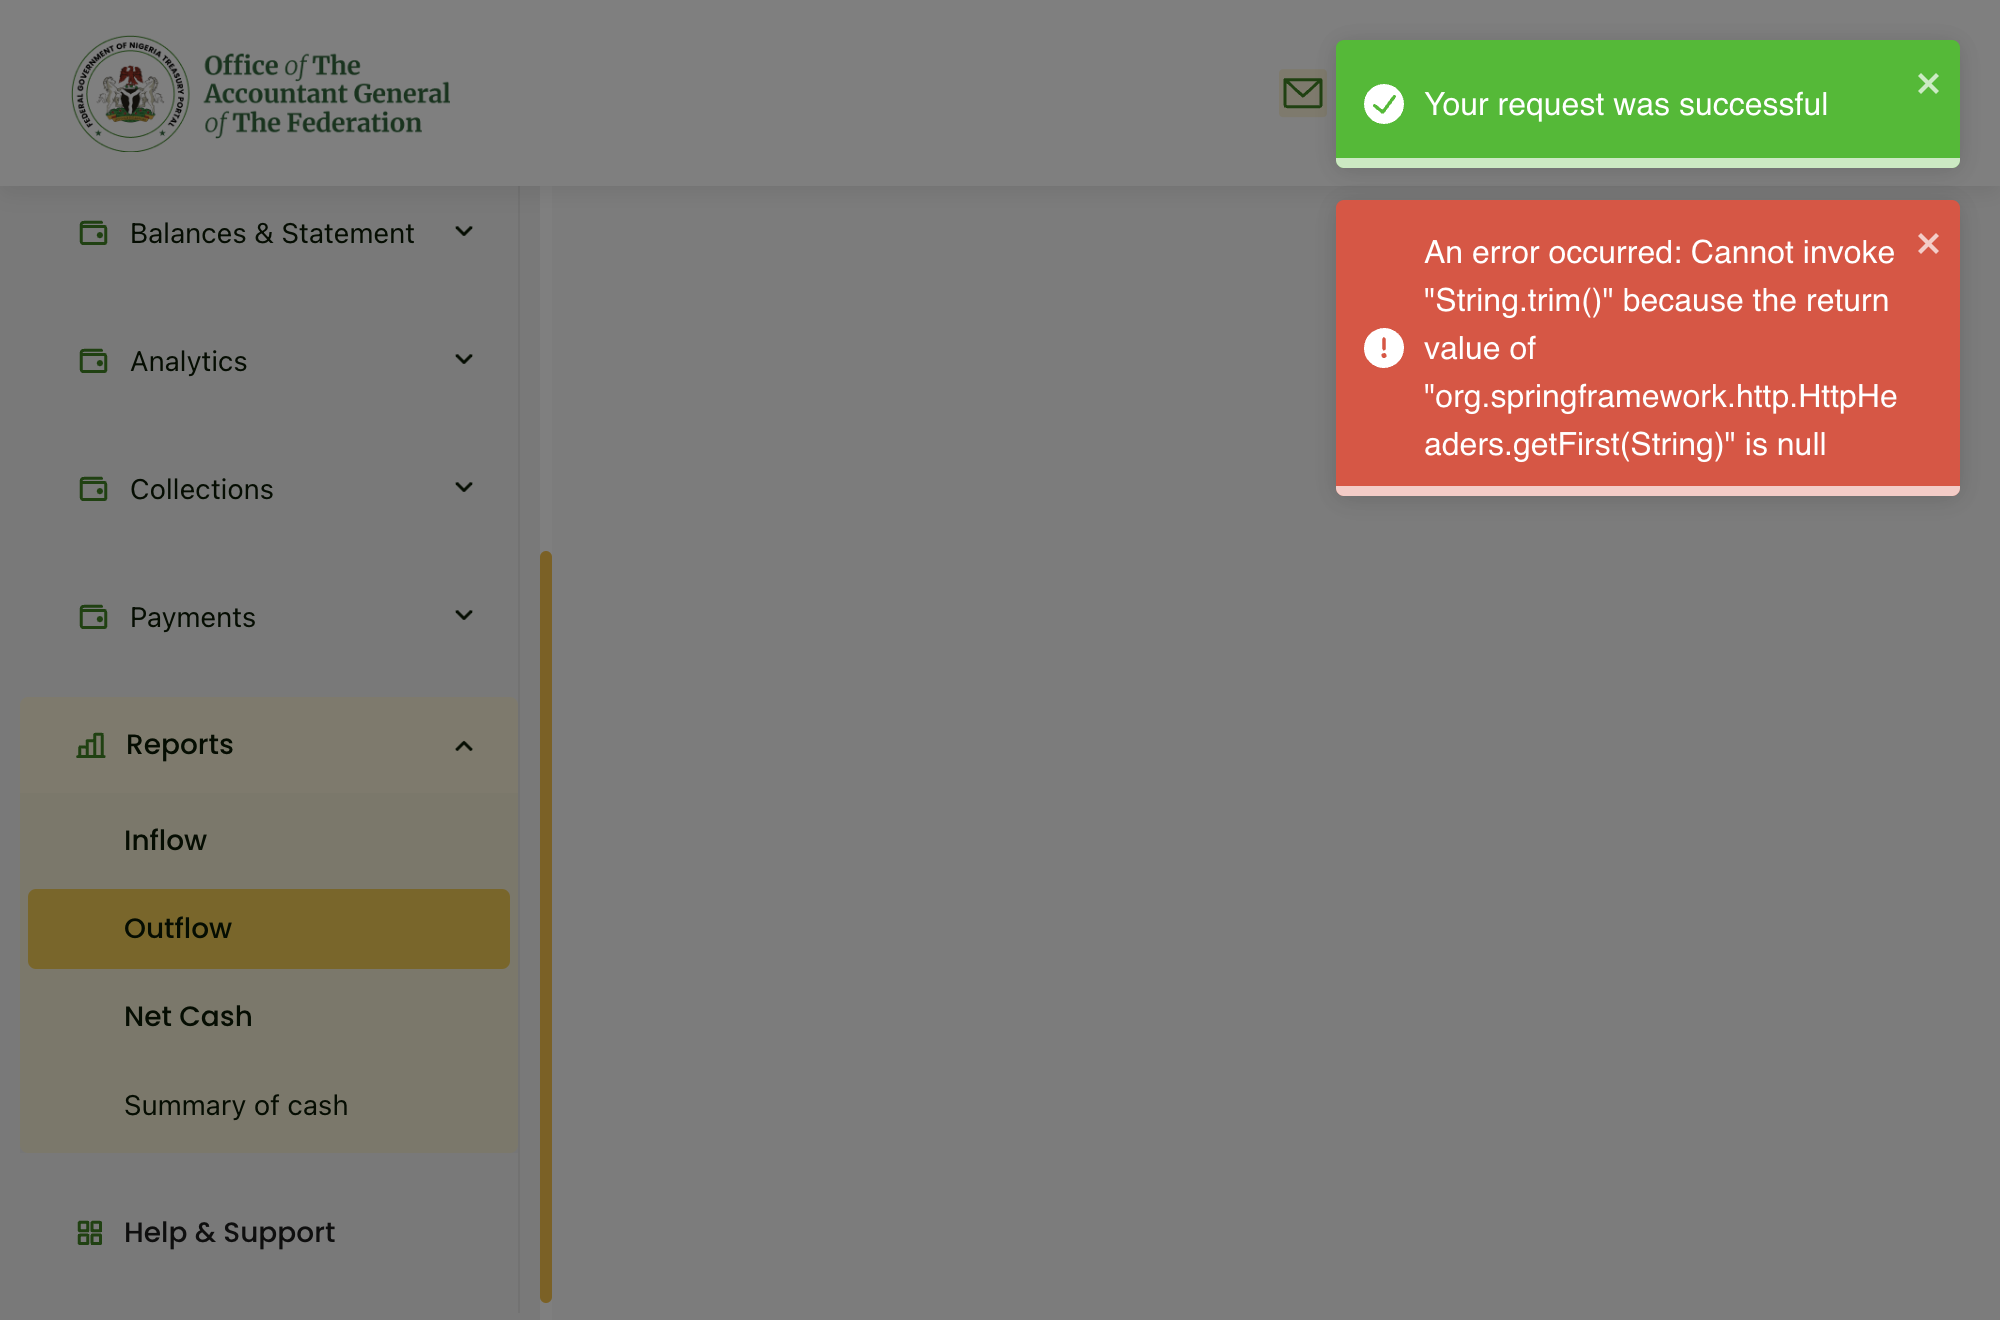 FEDERAL GOVERNMENT OF NIGERIA TREASURY PORTAL
Office of The
Accountant General
of The Federation
Your request was successful
An error occurred: Cannot invoke
"String.trim()" because the return
value of
"org.springframework.http.HttpHe
aders.getFirst(String)" is null
Balances & Statement
Analytics
Collections
Payments
Reports
Inflow
Outflow
Net Cash
Summary of cash
Help & Support